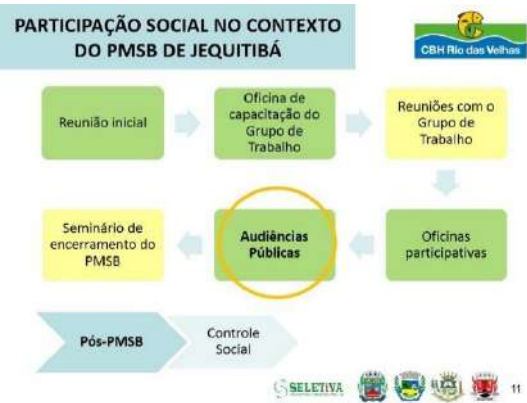 PARTICIPAÇÃO SOCIAL NO CONTEXTO
DO PMSB DE JEQUITIBÁ
CBH Rio das Velhas
Reunião inicial
Oficina de
capacitação do
Grupo de
Trabalho
Reuniões com o
Grupo de
Trabalho
Seminário de
encerramento do
PMSB
Audiências
Públicas
Oficinas
participativas
Pós-PMSB
Controle
Social
SELETIVA
11